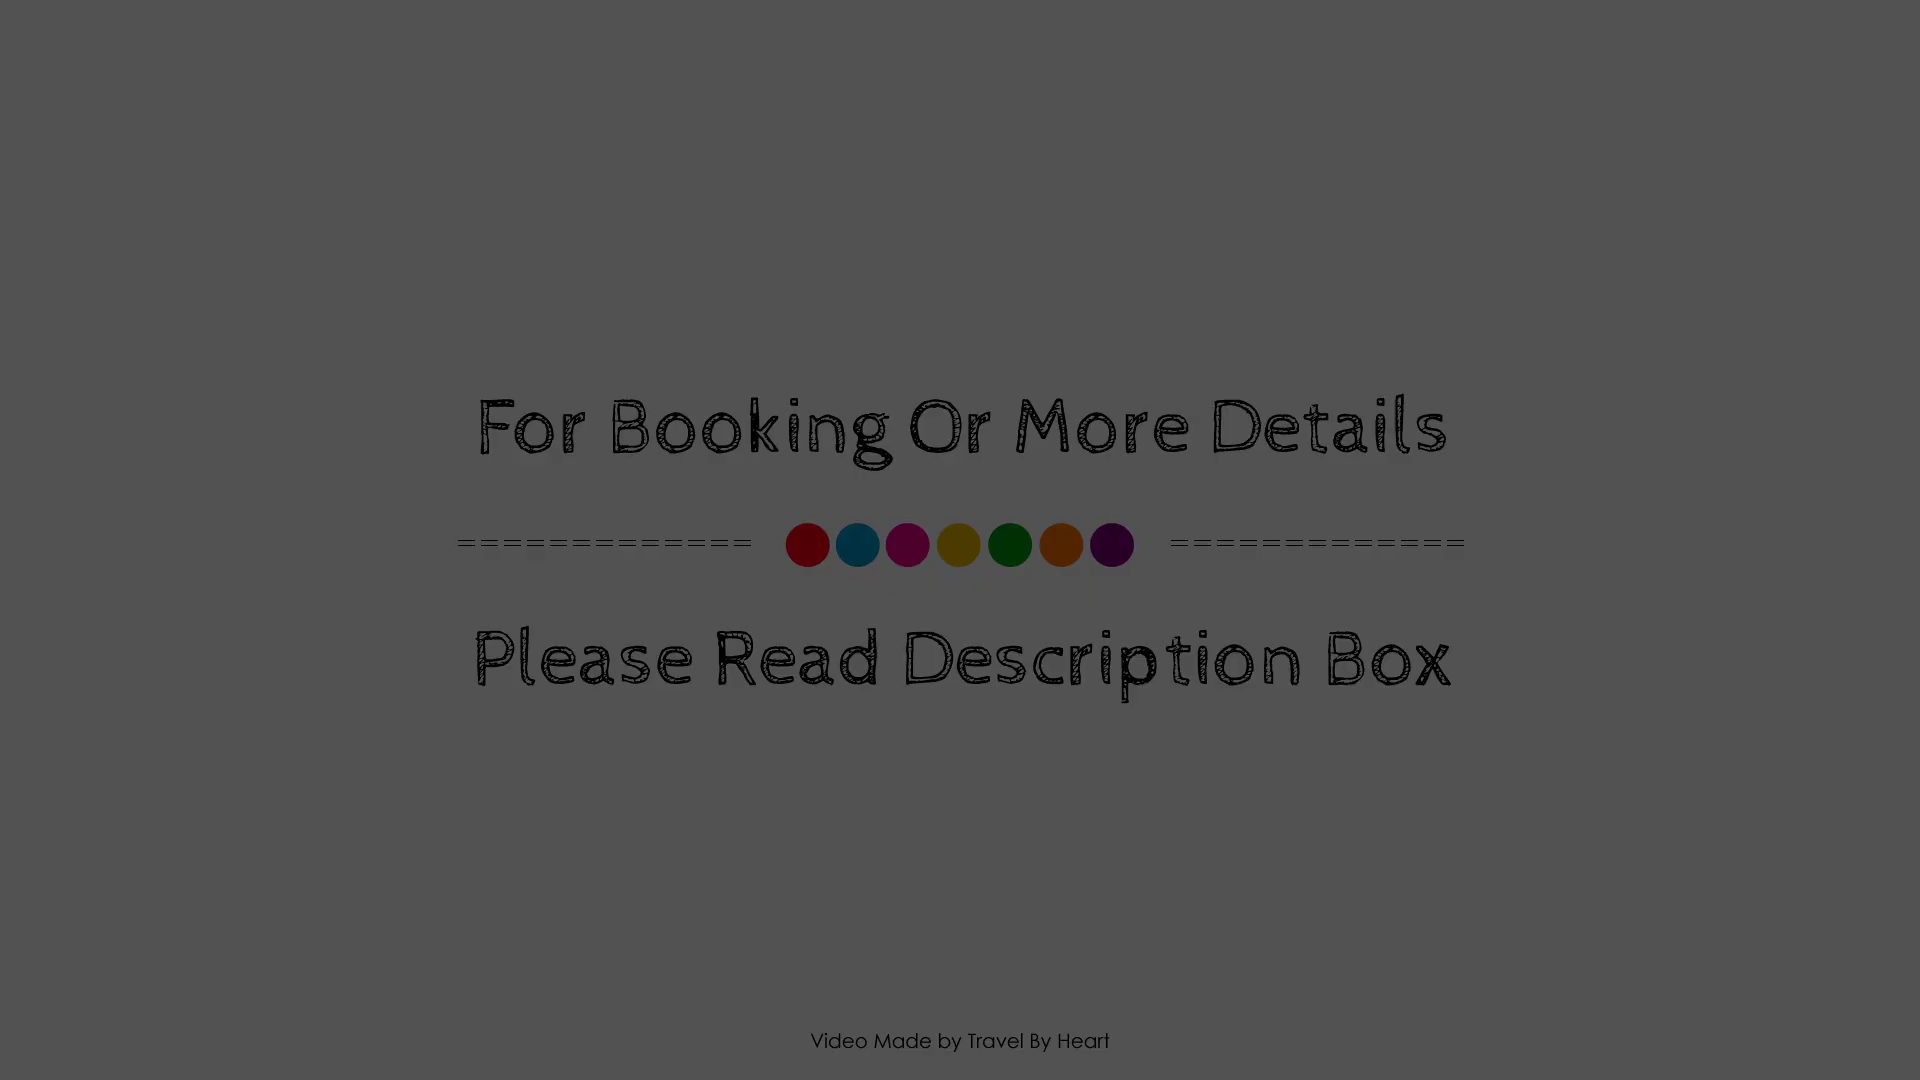 For Booking Or More Details
============= =============
Please Read Description Box
Video Made by Travel By Heart